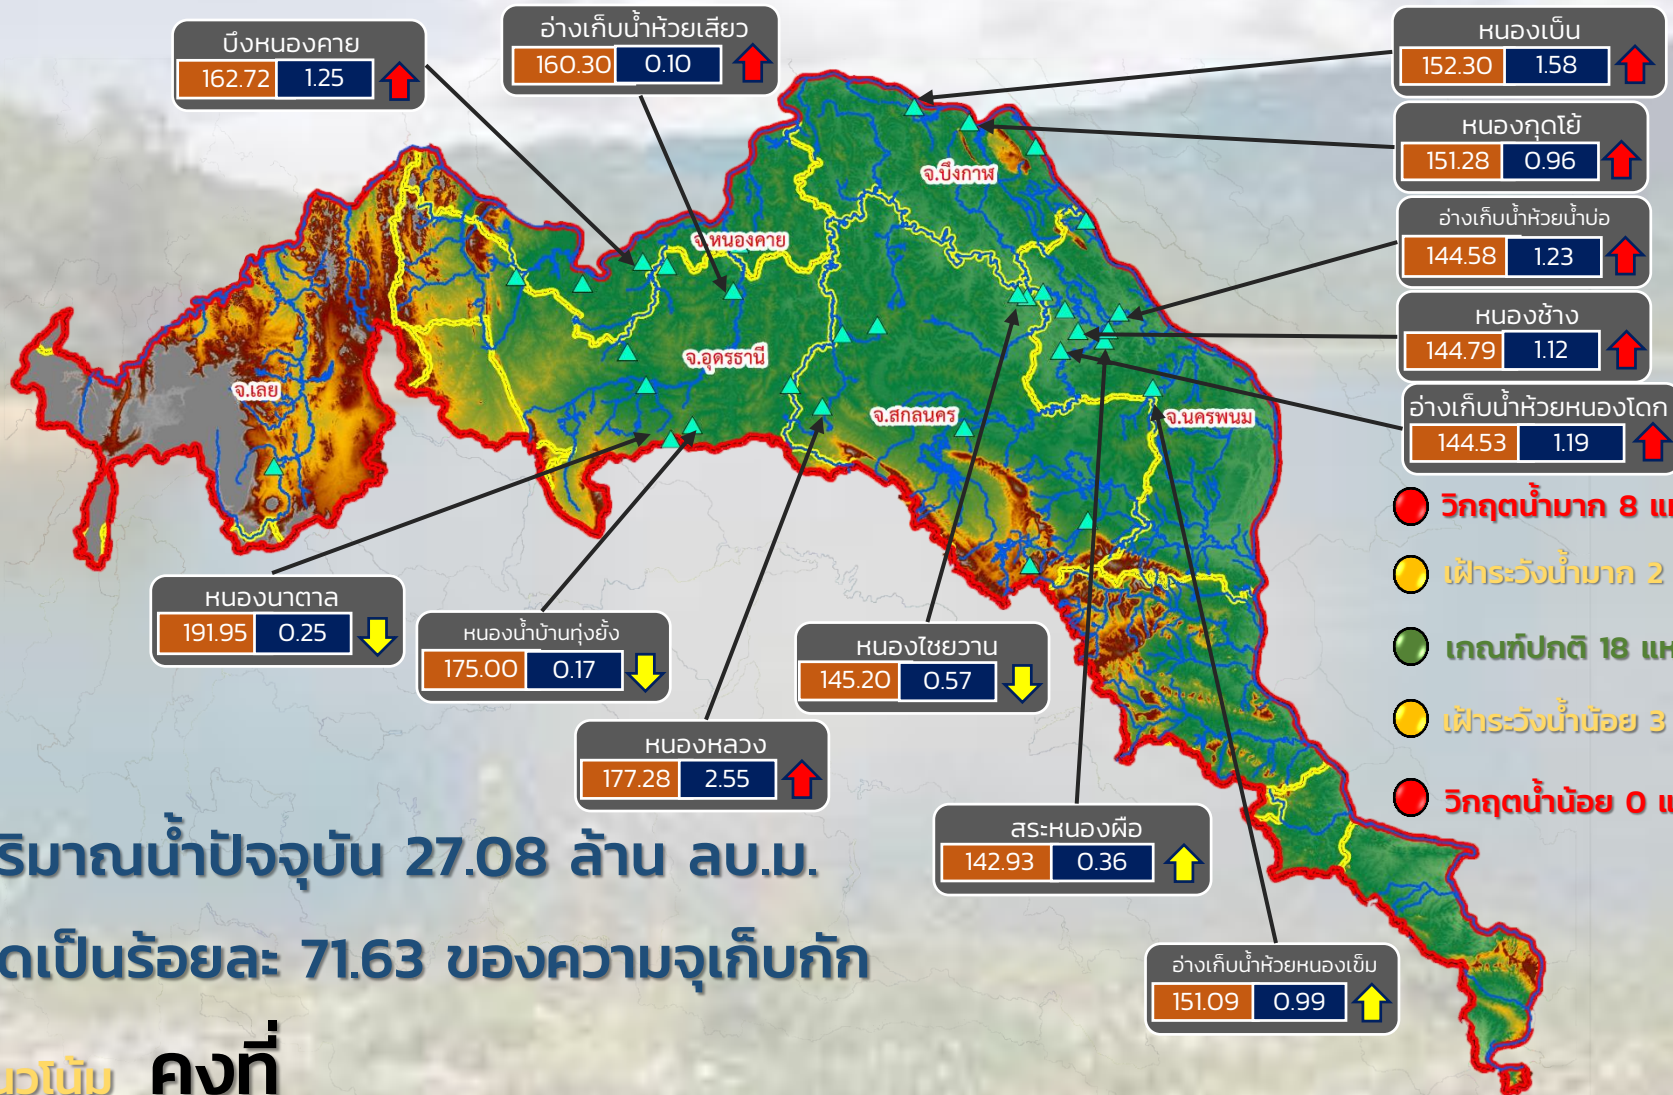 บึงหนองคาย
162.72 1.25
อ่างเก็บน้ำห้วยเสียว
160.30 0.10
หนองเบ็น
152.30 1.58
หนองกุดโย้
151.28 0.96
อ่างเก็บน้ำห้วยน้ำบ่อ
144.58 1.23
หนองช้าง
144.79 1.12
อ่างเก็บน้ำห้วยหนองโดก
144.53 1.19
จ.บึงกาฬ
จ.หนองคาย
จ.อุดรธานี
จ.เลย
จ.สกลนคร
จ.นครพนม
วิกฤตน้ำมาก 8 แห
เฝ้าระวังน้ำมาก 2
เกณฑ์ปกติ 18 แห
เฝ้าระวังน้ำน้อย 3
วิกฤตน้ำน้อย 0 แ
หนองนาตาล
191.95 0.25
หนองน้ำบ้านทุ่งยั้ง
175.00 0.17
หนองไชยวาน
145.20 0.57
หนองหลวง
177.28 2.55
สระหนองผือ
142.93 0.36
อ่างเก็บน้ำห้วยหนองเข็ม
151.09 0.99
ริมาณน้ำปัจจุบัน 27.08 ล้าน ลบ.ม.
ดเป็นร้อยละ 71.63 ของความจุเก็บกัก
นวโน้ม คงที่